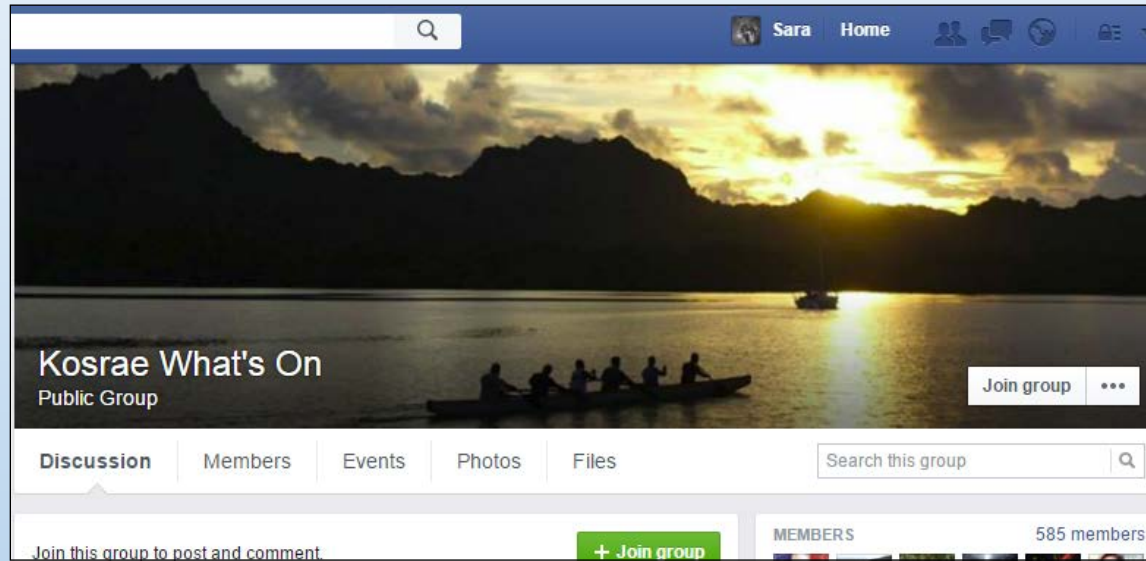 Sara Home
Kosrae What's On
Public Group
Join group
Discussion Members Events Photos Files
Search this group
Join this group to post and comment.
+ Join group
MEMBERS 585 members